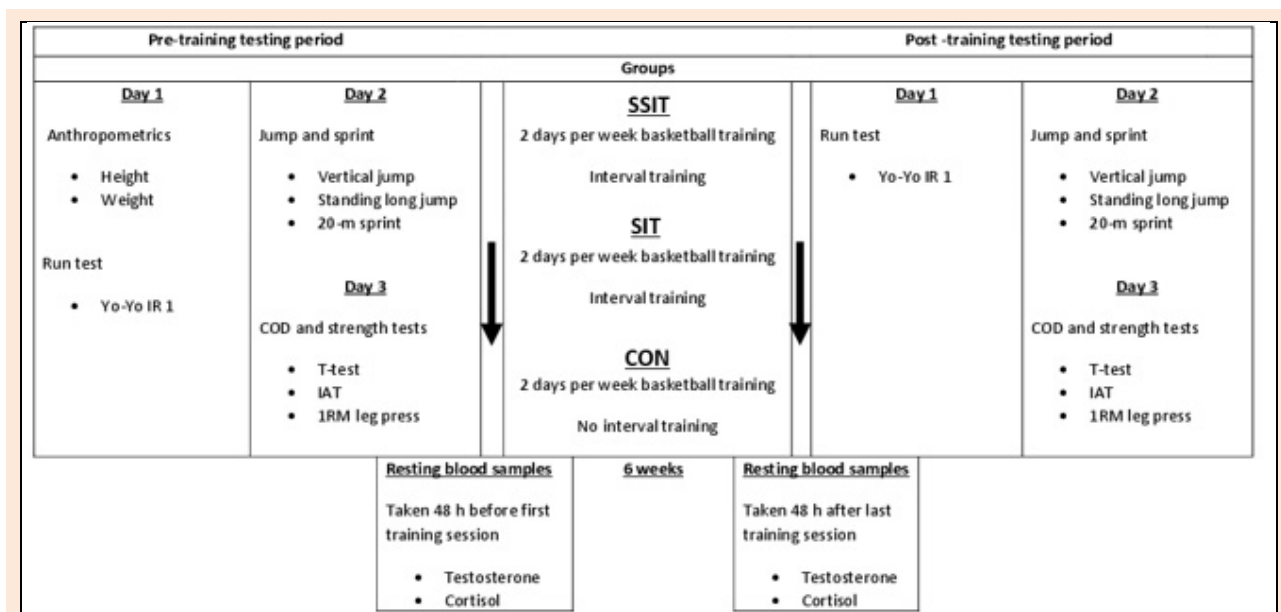 Pre-training testing period
Post -training testing period
Groups
Day 1
Anthropometrics
• Height
• Weight
Run test
• Yo-Yo IR 1
Day 2
Jump and sprint
• Vertical jump
• Standing long jump
• 20-m sprint
Day 3
COD and strength tests
• T-test
• IAT
• 1RM leg press
SSIT
2 days per week basketball training
Interval training
SIT
2 days per week basketball training
Interval training
CON
2 days per week basketball training
No interval training
Day 1
Run test
• Yo-Yo IR 1
Day 2
Jump and sprint
• Vertical jump
• Standing long jump
• 20-m sprint
Day 3
COD and strength tests
• T-test
• IAT
• 1RM leg press
Resting blood samples
Taken 48 h before first
training session
• Testosterone
• Cortisol
6 weeks
Resting blood samples
Taken 48 h after last
training session
• Testosterone
• Cortisol